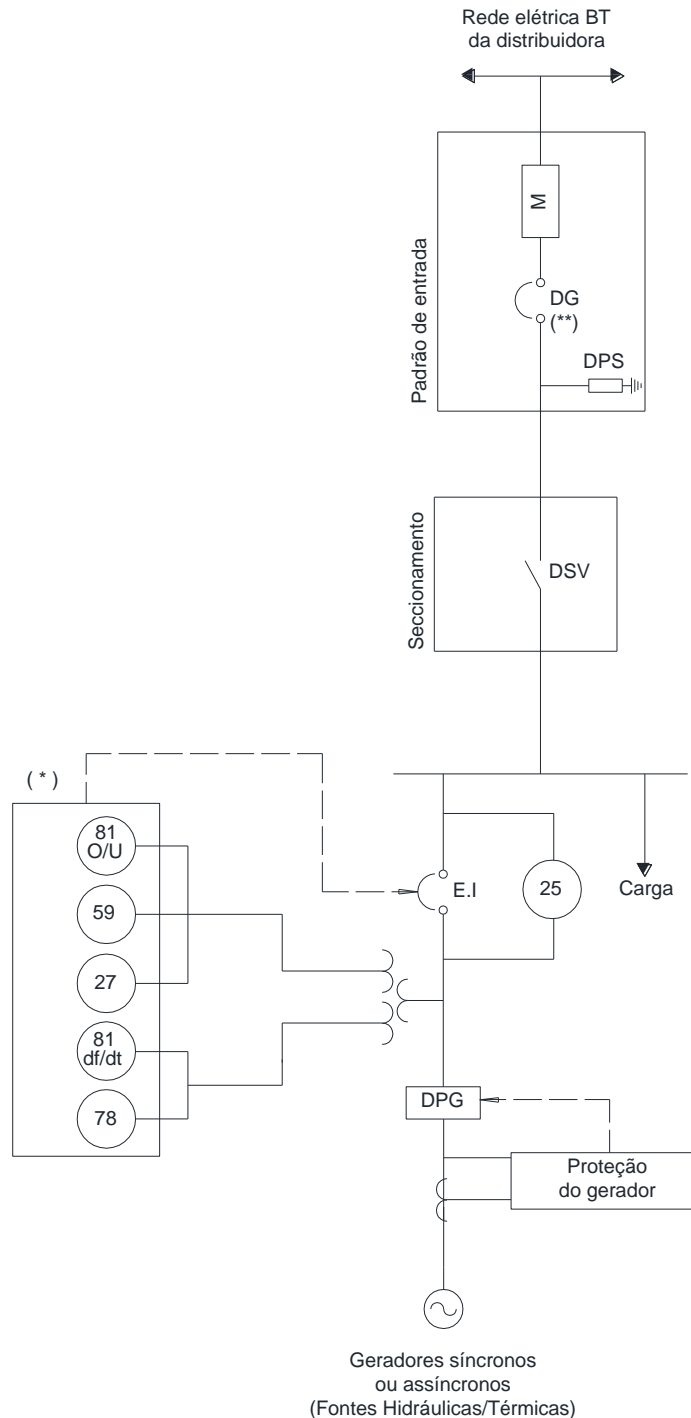 Rede elétrica BT
da distribuidora
Padrão de entrada
M
DG
(**)
DPS
Seccionamento
DSV
( * )
81
O/U
59
27
81
df/dt
78
E.I
25
Carga
DPG
Proteção
do gerador
Geradores síncronos
ou assíncronos
(Fontes Hidráulicas/Térmicas)